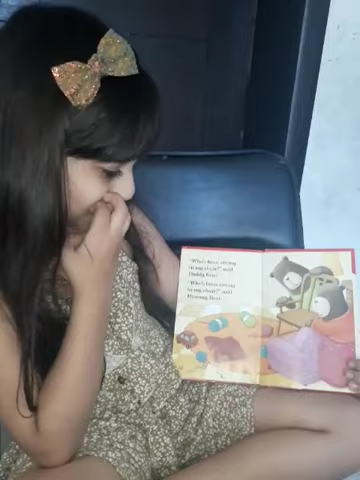 "Who's been sitting
in my chair?" said
Daddy Bear.
"Who's been sitting
in my chair?" said
Mummy Bear.